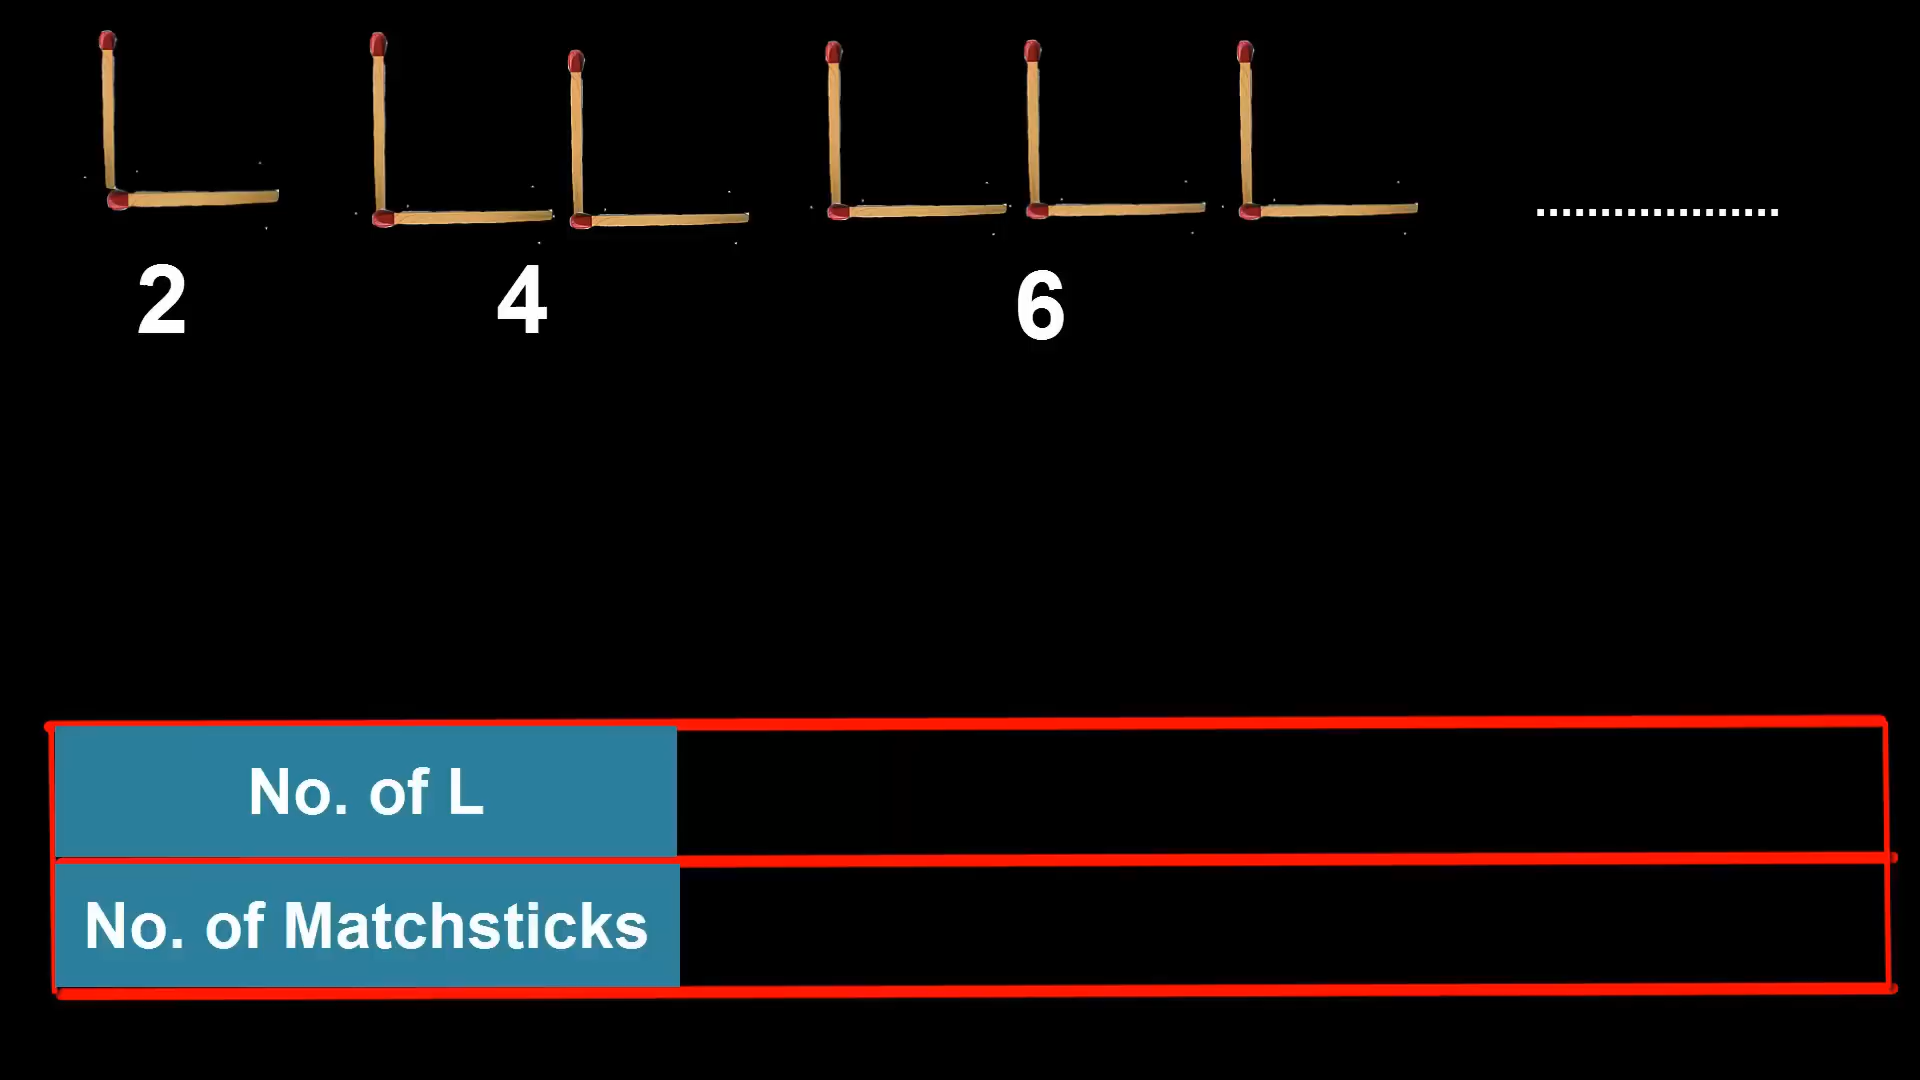 2 4 6 ...................
No. of L
No. of Matchsticks